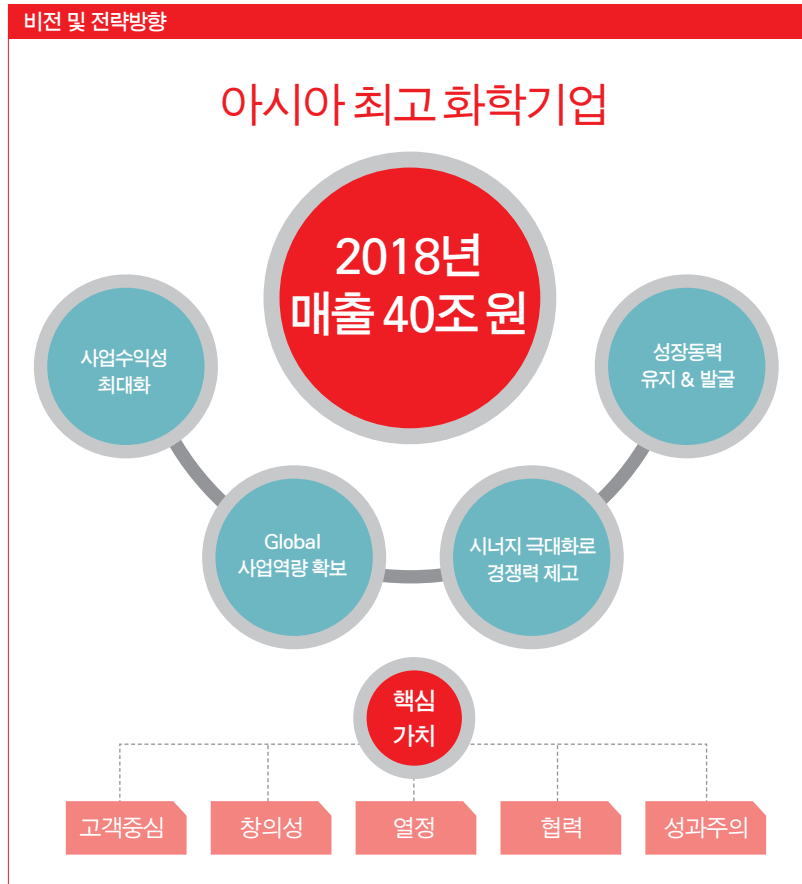 비전 및 전략방향
아시아 최고 화학기업
2018년
매출 40조 원
사업수익성
최대화
성장동력
유지 & 발굴
Global
사업역량 확보
시너지 극대화로
경쟁력 제고
핵심
가치
고객중심
창의성
열정
협력
성과주의